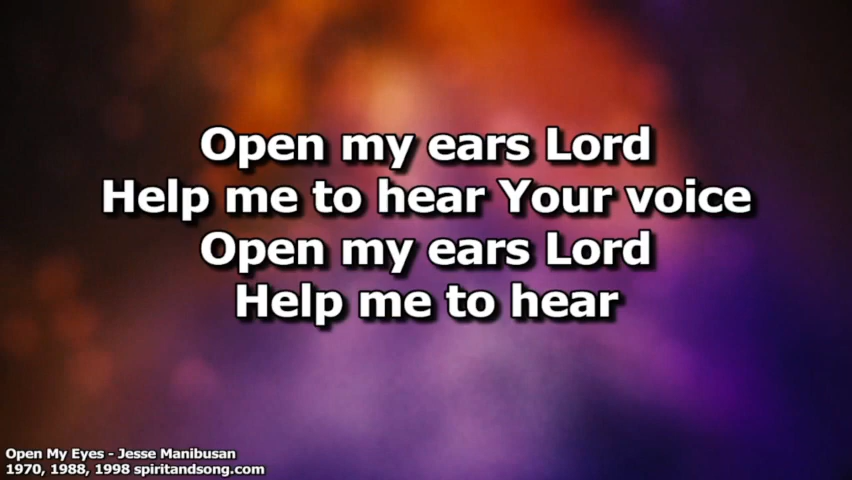 Open my ears Lord
Help me to hear Your voice
Open my ears Lord
Help me to hear
Open My Eyes - Jesse Manibusan
1970, 1988, 1998 spiritandsong.com